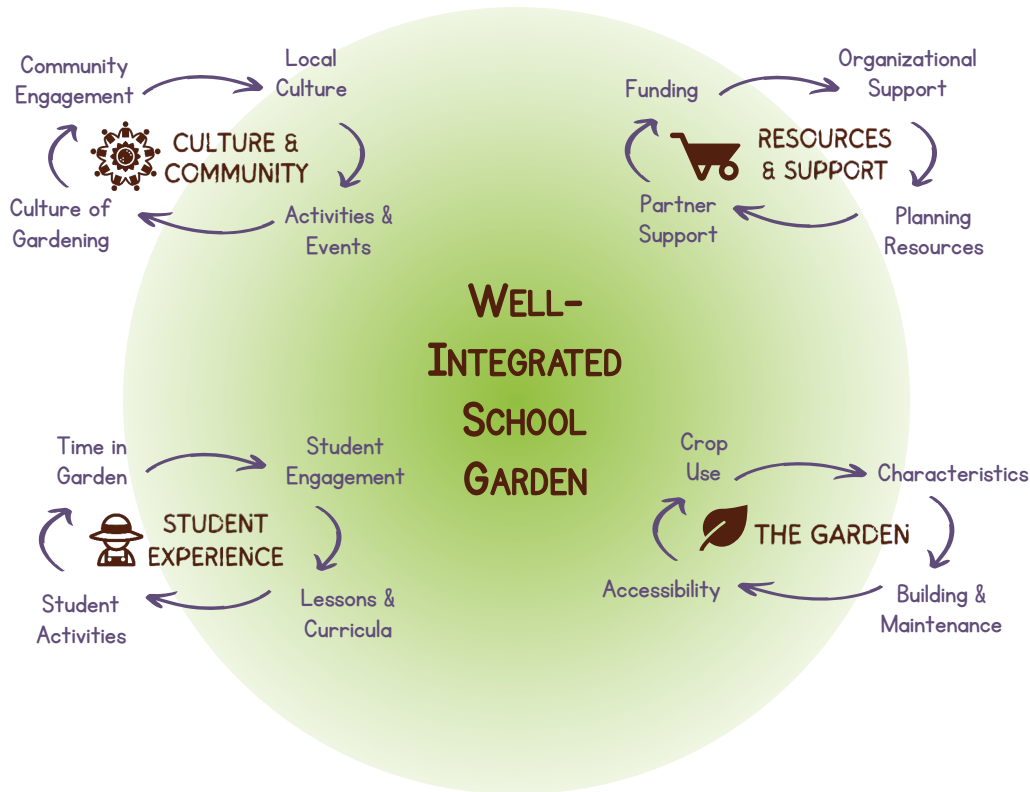 Community
Engagement
Local
Culture
CULTURE &
COMMUNITY
Culture of
Gardening
Activities &
Events
Funding
Organizational
Support
RESOURCES
& SUPPORT
Partner
Support
Planning
Resources
WELL-
INTEGRATED
SCHOOL
GARDEN
Time in
Garden
Student
Engagement
STUDENT
EXPERIENCE
Student
Activities
Lessons &
Curricula
Crop
Use
Characteristics
THE GARDEN
Accessibility
Building &
Maintenance